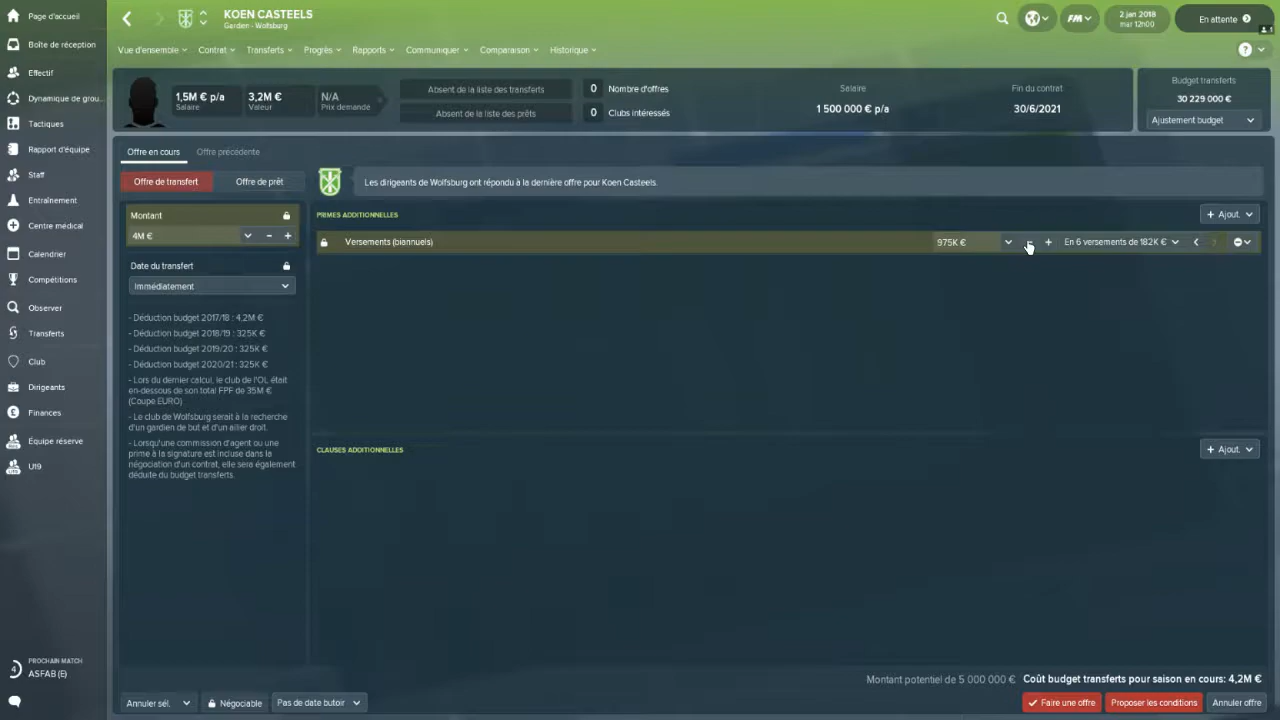 Page d'accueil
Boîte de réception
Effectif
Dynamique de grou...
Tactiques
Rapport d'équipe
Staff
Entraînement
Centre médical
Calendrier
Compétitions
Observer
Transferts
Club
Dirigeants
Finances
Équipe réserve
U19
PROCHAIN MATCH
ASFAB (E)
KOEN CASTEELS
Gardien - Wolfsburg
FM
2 jan 2018
mar 12h00
En attente
1
Vue d'ensemble
Contrat
Transferts
Progrès
Rapports
Communiquer
Comparaison
Historique
?
1,5M € p/a
Salaire
3,2M €
Valeur
N/A
Prix demandé
Absent de la liste des transferts
Absent de la liste des prêts
0 Nombre d'offres
0 Clubs intéressés
Salaire
1 500 000 € p/a
Fin du contrat
30/6/2021
Budget transferts
30 229 000 €
Ajustement budget
Offre en cours
Offre précédente
Offre de transfert
Offre de prêt
Les dirigeants de Wolfsburg ont répondu à la dernière offre pour Koen Casteels.
Montant
4M €
Date du transfert
Immédiatement
- Déduction budget 2017/18 : 4,2M €
- Déduction budget 2018/19 : 325K €
- Déduction budget 2019/20 : 325K €
- Déduction budget 2020/21 : 325K €
- Lors du dernier calcul, le club de l'OL était
en-dessous de son total FPF de 35M €
(Coupe EURO)
- Le club de Wolfsburg serait à la recherche
d'un gardien de but et d'un ailier droit.
- Lorsqu'une commission d'agent ou une
prime à la signature est incluse dans la
négociation d'un contrat, elle sera également
déduite du budget transferts.
PRIMES ADDITIONNELLES
+ Ajout.
Versements (biannuels)
975K €
En 6 versements de 182K €
CLAUSES ADDITIONNELLES
+ Ajout.
Montant potentiel de 5 000 000 €
Coût budget transferts pour saison en cours: 4,2M €
Annuler sél.
Négociable
Pas de date butoir
Faire une offre
Proposer les conditions
Annuler offre